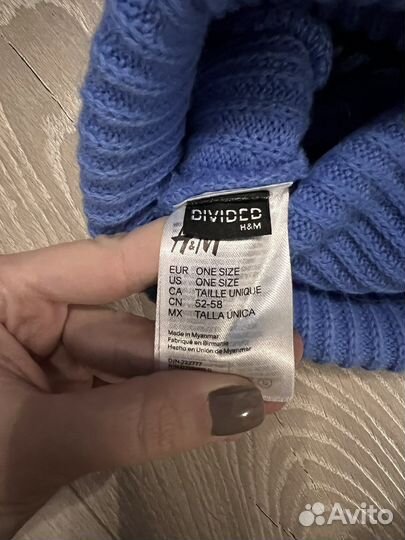 DIVIDED
H&M
H&M
EUR ONE SIZE
US ONE SIZE
CA TAILLE UNIQUE
CN 52-58
MX TALLA ÚNICA
Made in Myanmar
Fabriqué en Birmanie
Hecho en Unión de Myanmar
Avito